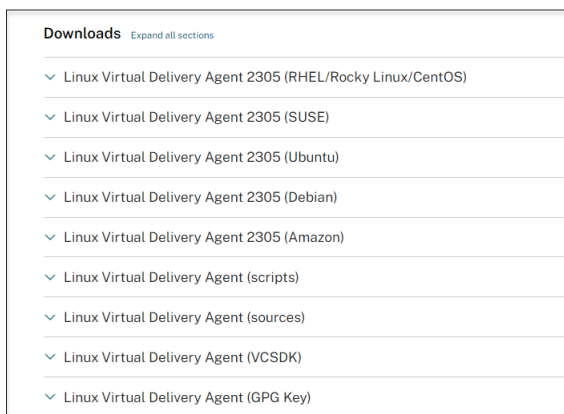 Downloads Expand all sections
Linux Virtual Delivery Agent 2305 (RHEL/Rocky Linux/CentOS)
Linux Virtual Delivery Agent 2305 (SUSE)
Linux Virtual Delivery Agent 2305 (Ubuntu)
Linux Virtual Delivery Agent 2305 (Debian)
Linux Virtual Delivery Agent 2305 (Amazon)
Linux Virtual Delivery Agent (scripts)
Linux Virtual Delivery Agent (sources)
Linux Virtual Delivery Agent (VCSDK)
Linux Virtual Delivery Agent (GPG Key)